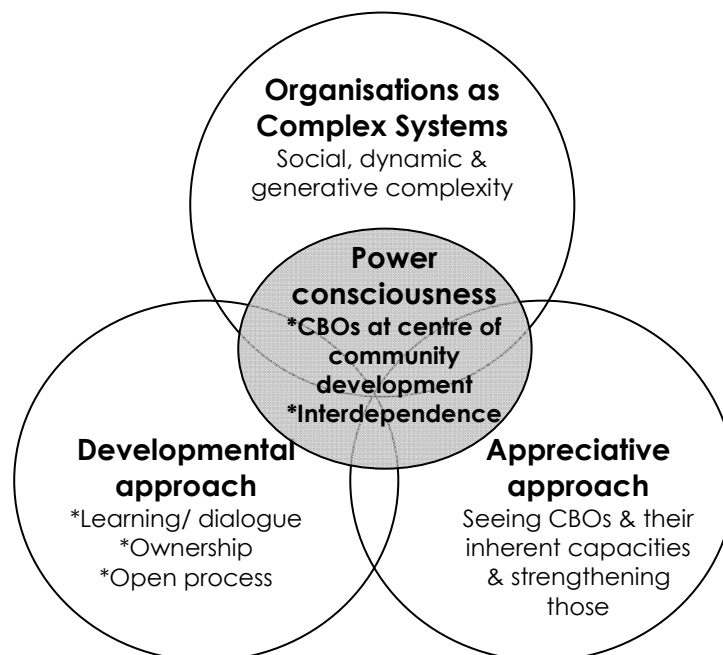 Organisations as
Complex Systems
Social, dynamic &
generative complexity
Power
consciousness
*CBOs at centre of
community
development
*Interdependence
Developmental
approach
*Learning/ dialogue
*Ownership
*Open process
Appreciative
approach
Seeing CBOs & their
inherent capacities
& strengthening
those